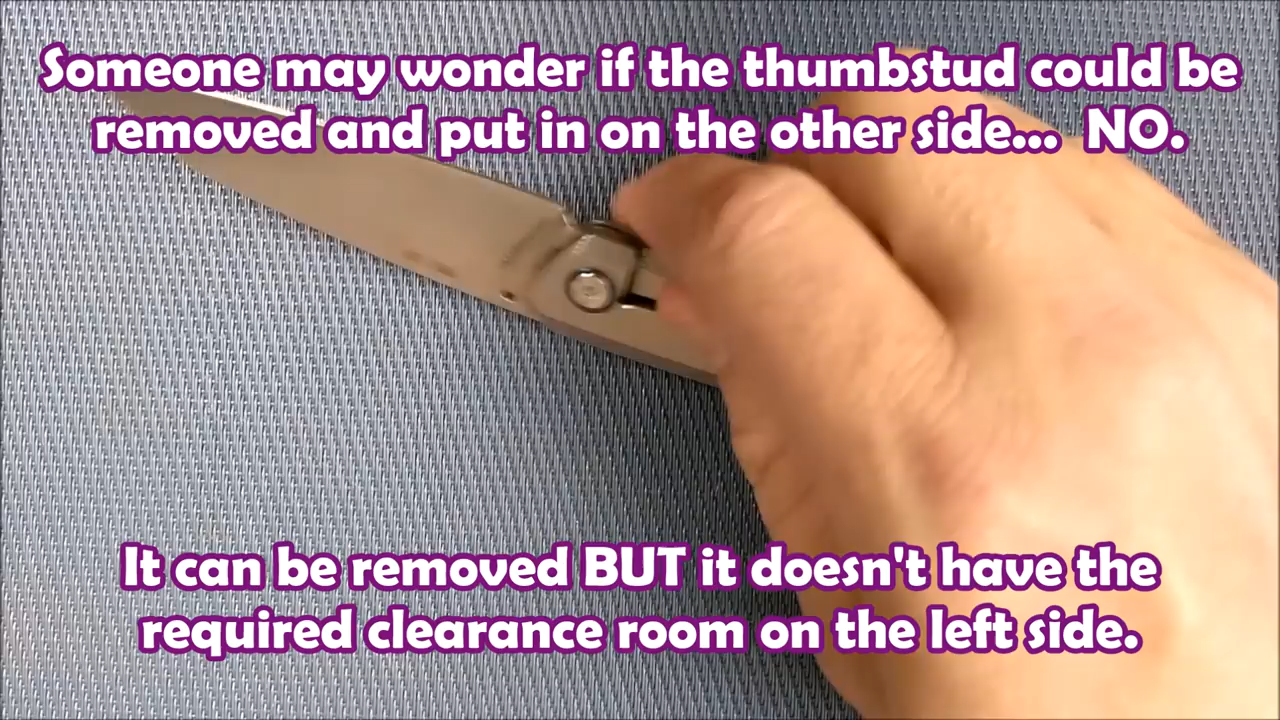 Someone may wonder if the thumbstud could be
removed and put in on the other side... NO.
It can be removed BUT it doesn't have the
required clearance room on the left side.